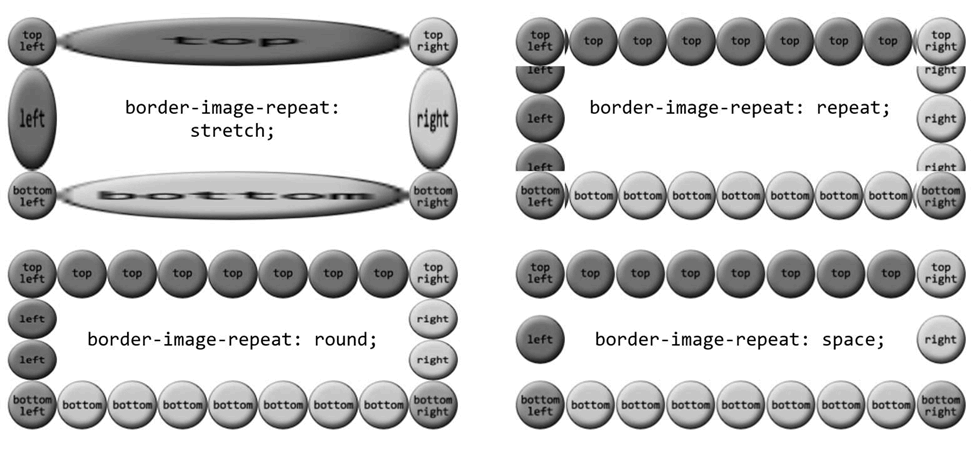 top left top top right
left border-image-repeat: stretch; right
bottom left bottom bottom right
top left top top top top top top top top right
left right
left border-image-repeat: repeat; right
left right
bottom left bottom bottom bottom bottom bottom bottom bottom bottom right
top left top top top top top top top top right
left right
border-image-repeat: round;
left right
bottom left bottom bottom bottom bottom bottom bottom bottom bottom right
top left top top top top top top top top right
left border-image-repeat: space; right
bottom left bottom bottom bottom bottom bottom bottom bottom bottom right